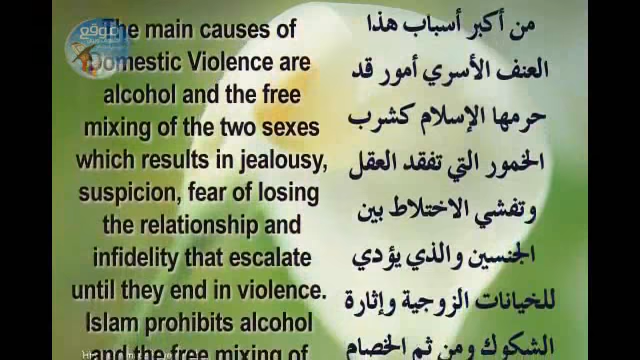 The main causes of
Domestic Violence are
alcohol and the free
mixing of the two sexes
which results in jealousy,
suspicion, fear of losing
the relationship and
infidelity that escalate
until they end in violence.
Islam prohibits alcohol
and the free mixing of
من أكبر أسباب هذا
العنف الأسري أمور قد
حرمها الإسلام كشرب
الخمور التي تفقد العقل
وتفشي الاختلاط بين
الجنسين والذي يؤدي
للخيانات الزوجية وإثارة
الشكوك ومن ثم الخصام
موقع